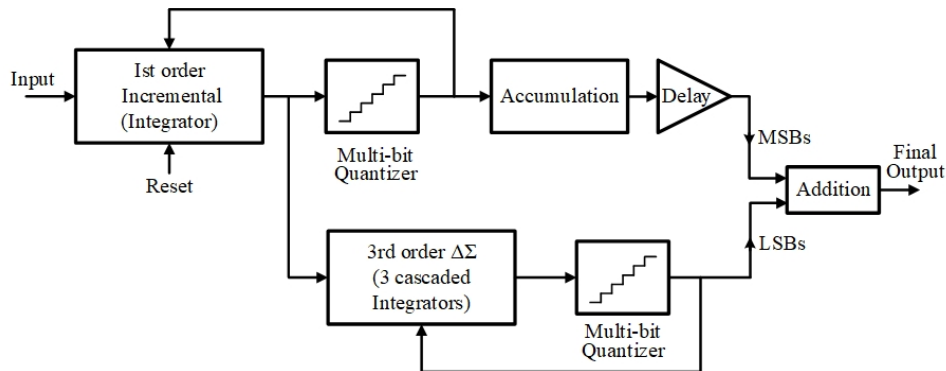 Input
Ist order
Incremental
(Integrator)
Reset
Multi-bit
Quantizer
Accumulation
Delay
MSBs
Final
Output
Addition
LSBs
3rd order ΔΣ
(3 cascaded
Integrators)
Multi-bit
Quantizer